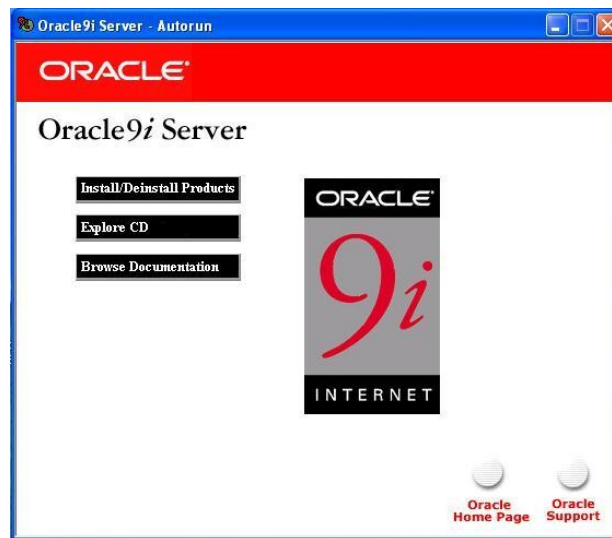 Oracle9i Server - Autorun
ORACLE®
Oracle9i Server
Install/Deinstall Products
Explore CD
Browse Documentation
ORACLE®
9i
INTERNET
Oracle
Home Page
Oracle
Support